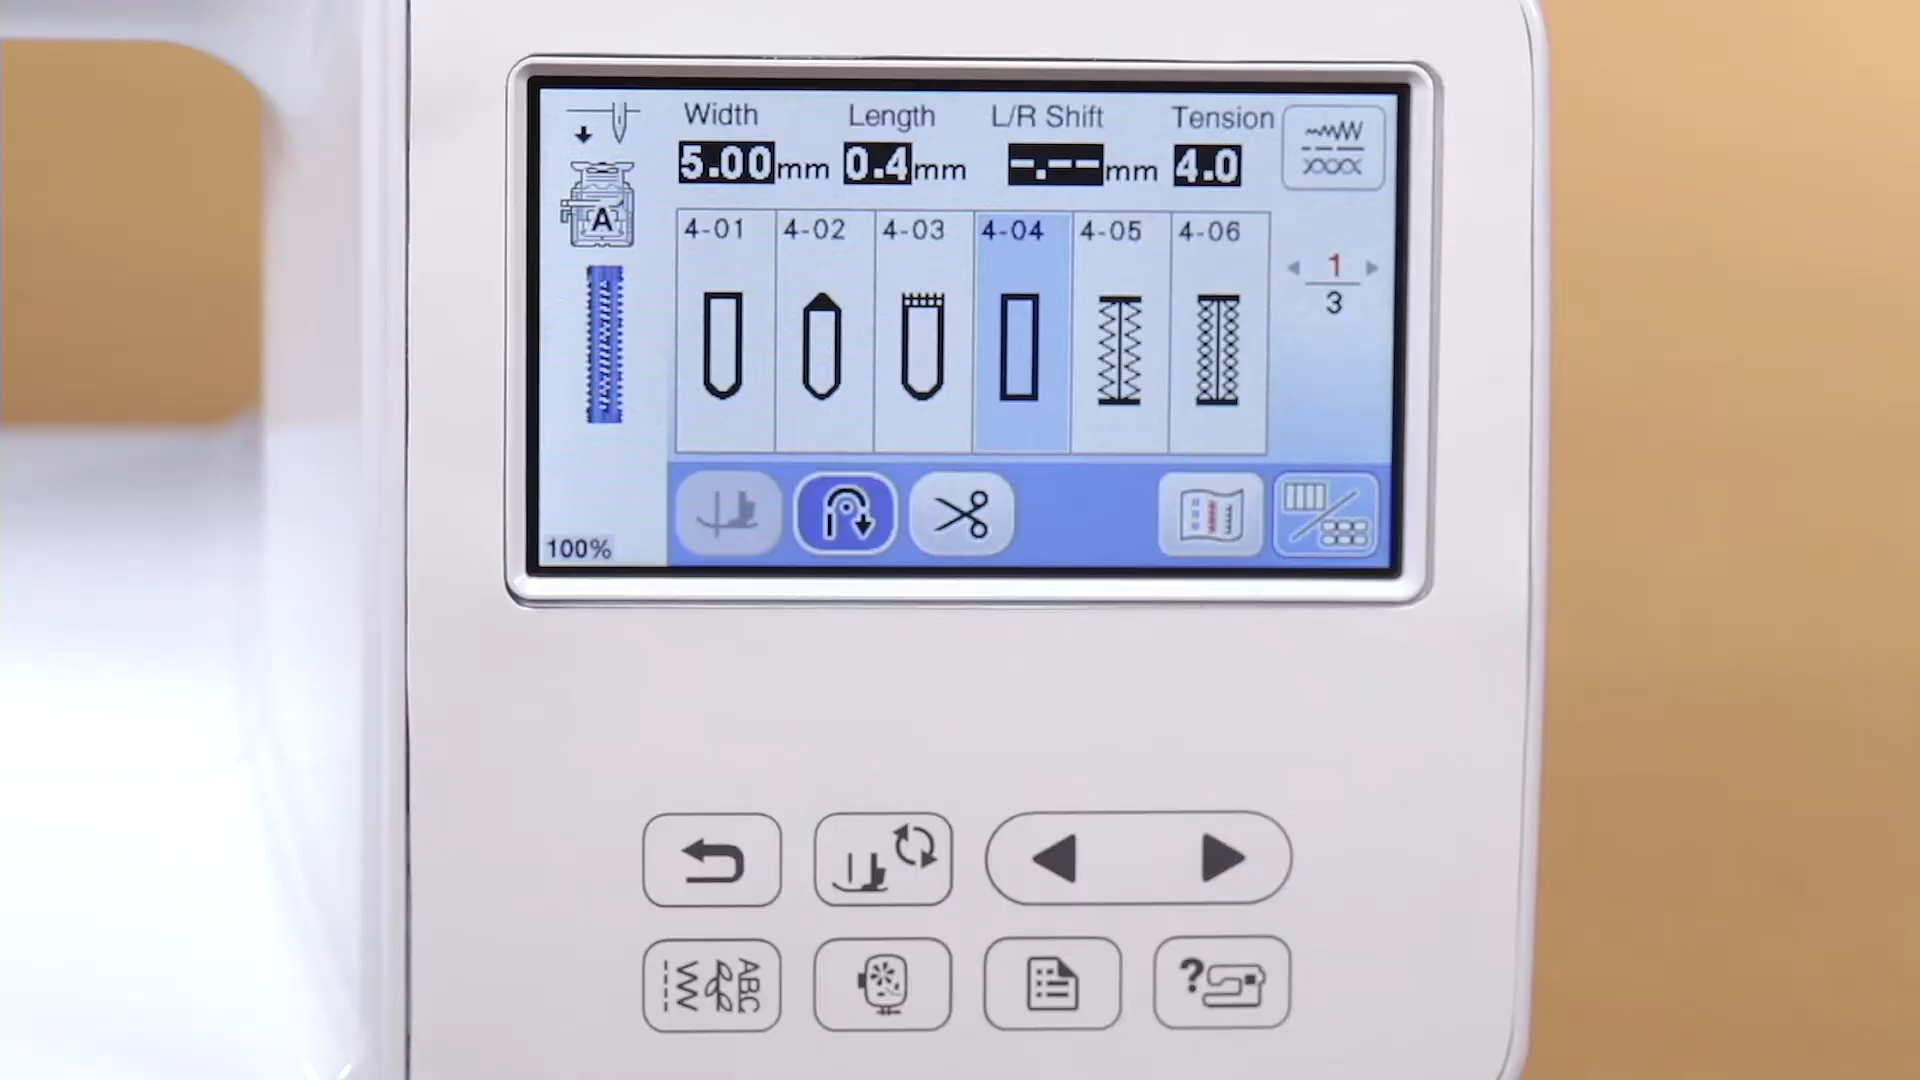 Width Length L/R Shift Tension
5.00mm 0.4mm -.--mm 4.0
A
4-01 4-02 4-03 4-04 4-05 4-06
1
3
100%
ABC
?